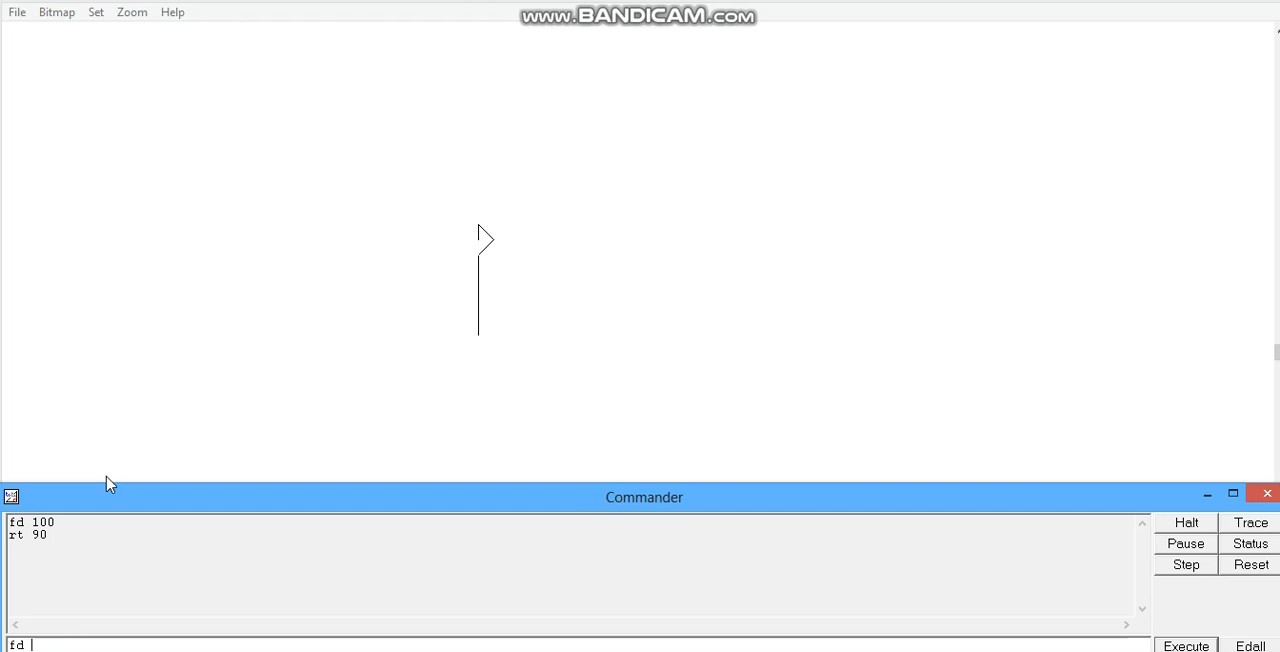 File Bitmap Set Zoom Help
www.BANDICAM.com
Commander
fd 100
rt 90
Halt Trace
Pause Status
Step Reset
fd
Execute Edall